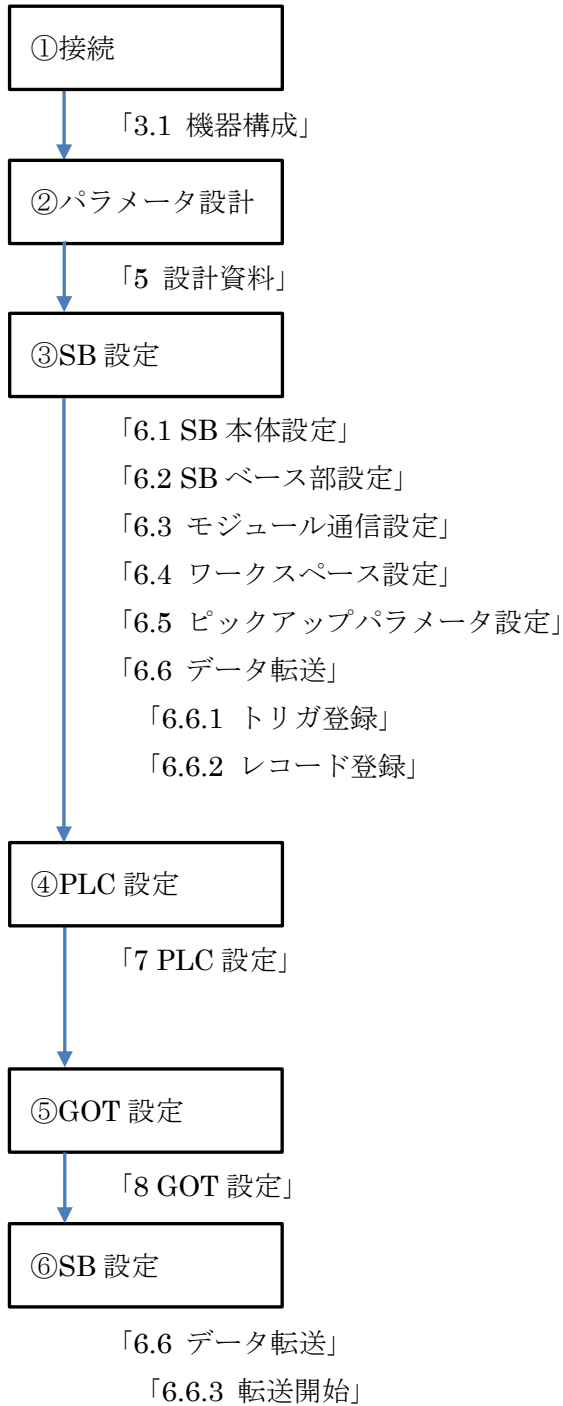 ①接続
「3.1 機器構成」
②パラメータ設計
「5 設計資料」
③SB 設定
「6.1 SB 本体設定」
「6.2 SB ベース部設定」
「6.3 モジュール通信設定」
「6.4 ワークスペース設定」
「6.5 ピックアップパラメータ設定」
「6.6 データ転送」
「6.6.1 トリガ登録」
「6.6.2 レコード登録」
④PLC 設定
「7 PLC 設定」
⑤GOT 設定
「8 GOT 設定」
⑥SB 設定
「6.6 データ転送」
「6.6.3 転送開始」